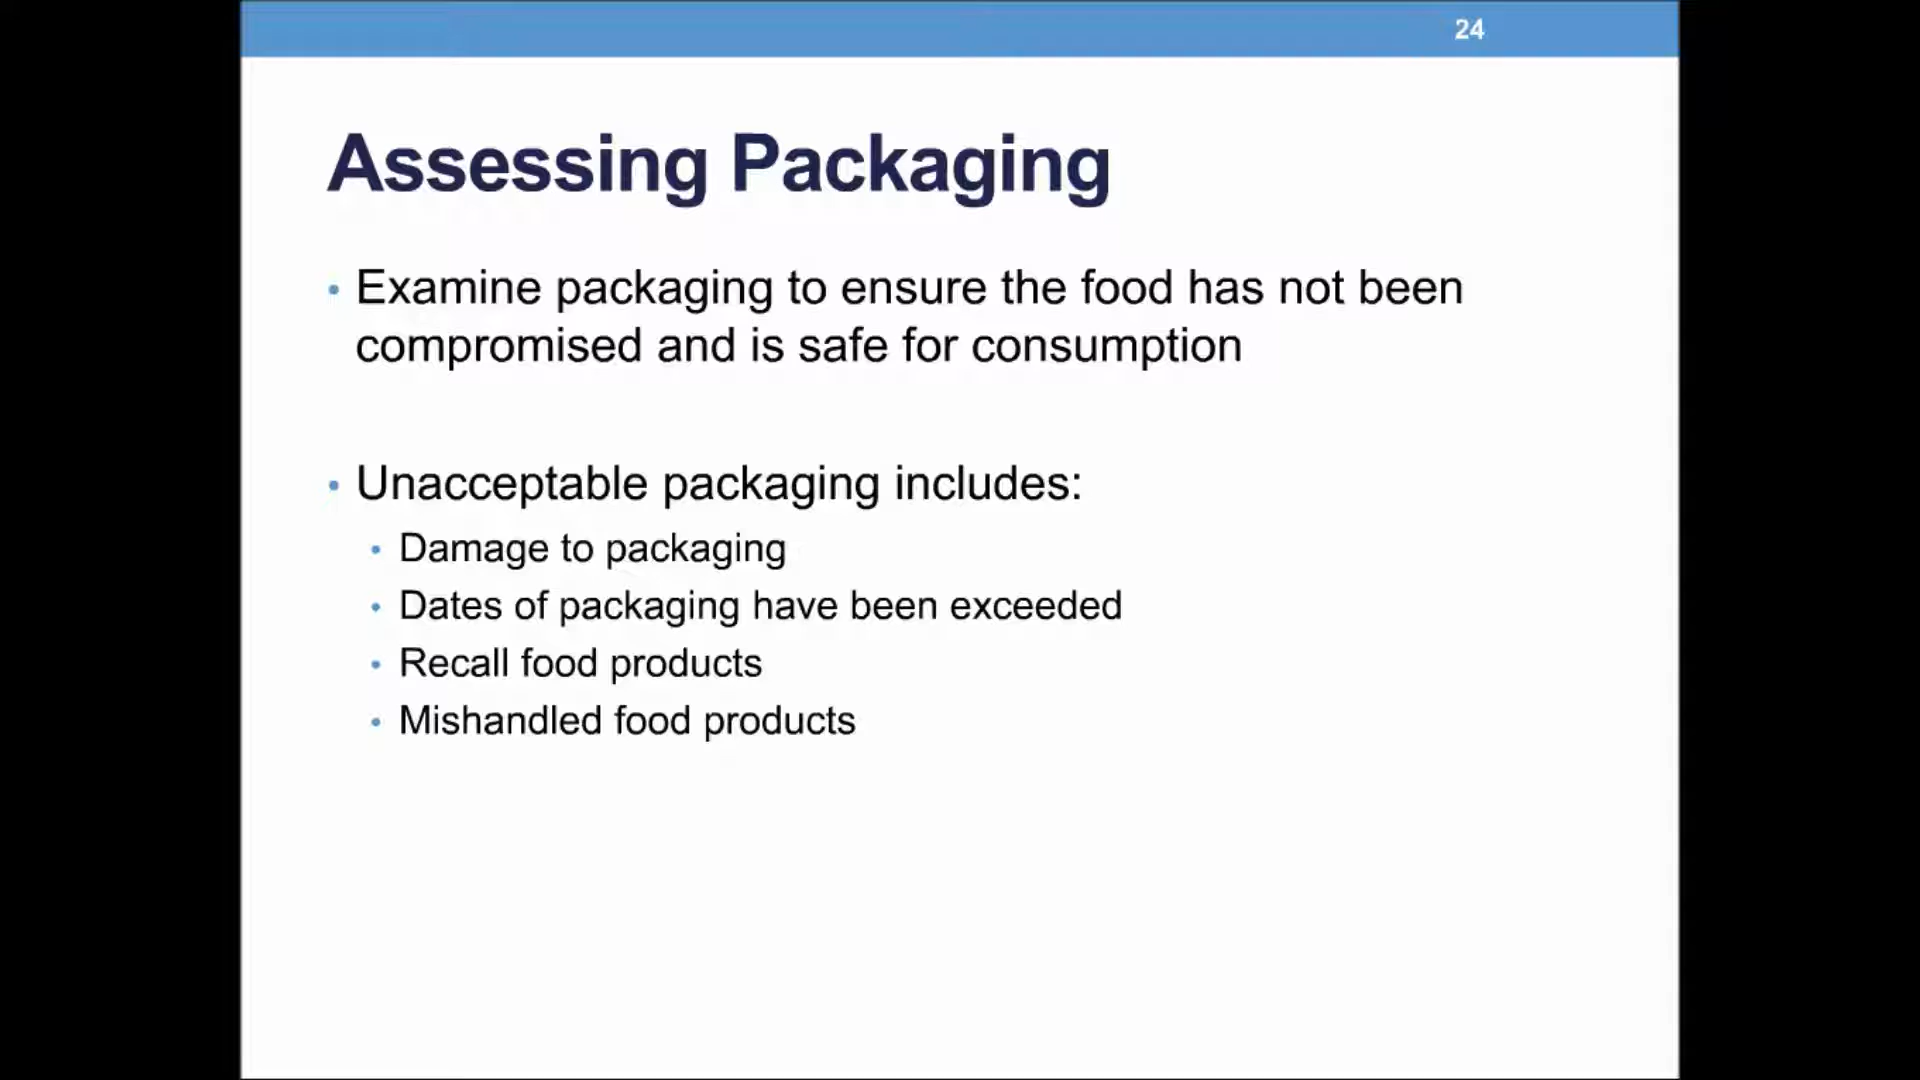 24
Assessing Packaging
• Examine packaging to ensure the food has not been
compromised and is safe for consumption
• Unacceptable packaging includes:
• Damage to packaging
• Dates of packaging have been exceeded
• Recall food products
• Mishandled food products